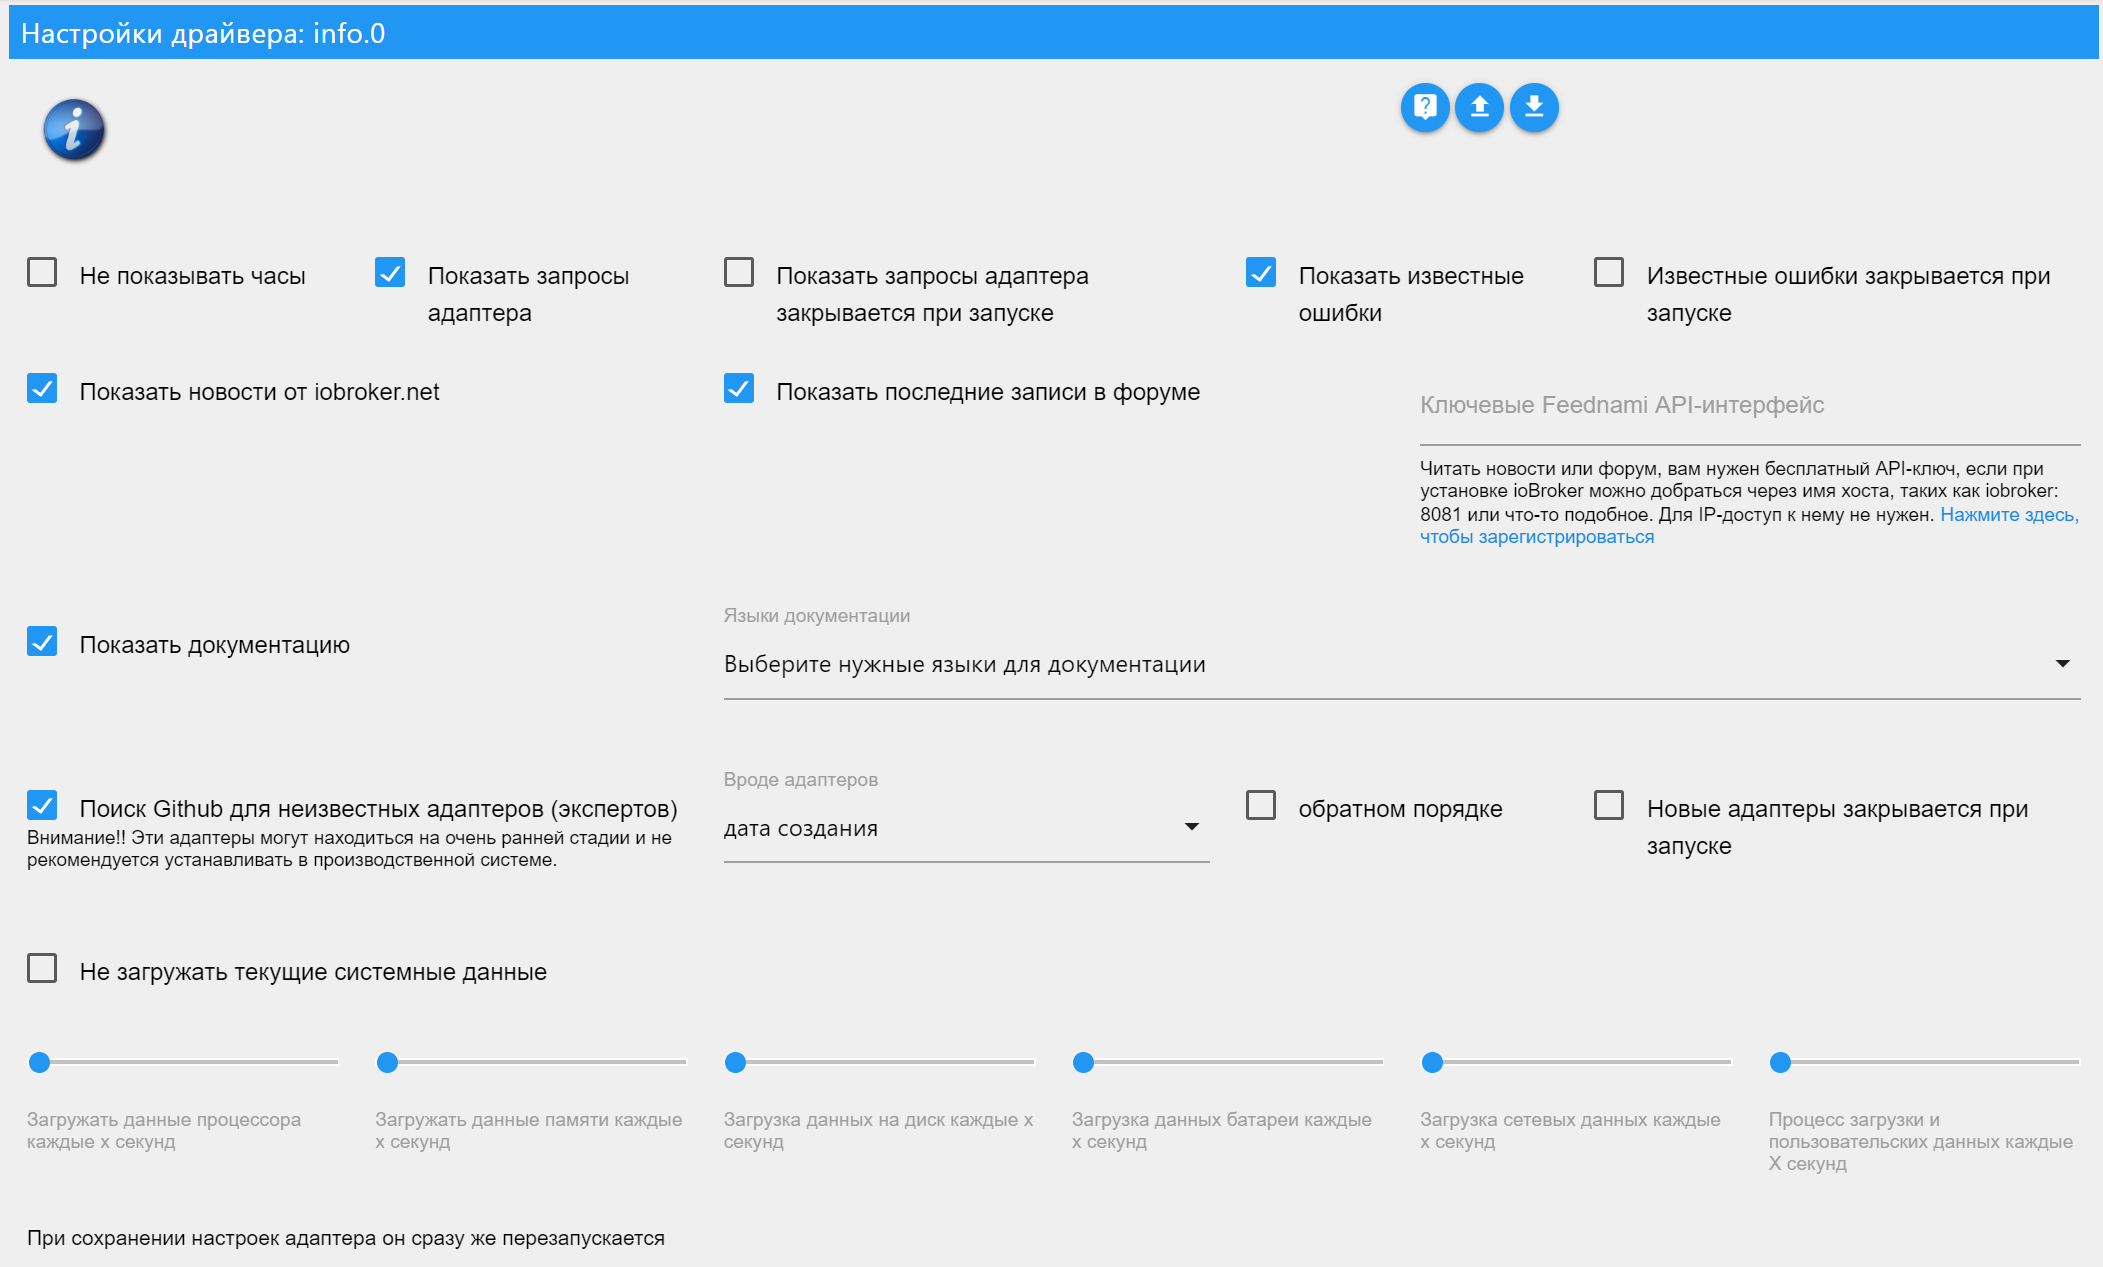 Настройки драйвера: info.0
Не показывать часы
Показать запросы
адаптера
Показать запросы адаптера
закрывается при запуске
Показать известные
ошибки
Известные ошибки закрывается при
запуске
Показать новости от iobroker.net
Показать последние записи в форуме
Ключевые Feednami API-интерфейс
Читать новости или форум, вам нужен бесплатный API-ключ, если при
установке ioBroker можно добраться через имя хоста, таких как iobroker:
8081 или что-то подобное. Для IP-доступ к нему не нужен. Нажмите здесь,
чтобы зарегистрироваться
Показать документацию
Языки документации
Выберите нужные языки для документации
Поиск Github для неизвестных адаптеров (экспертов)
Внимание!! Эти адаптеры могут находиться на очень ранней стадии и не
рекомендуется устанавливать в производственной системе.
Вроде адаптеров
дата создания
обратном порядке
Новые адаптеры закрывается при
запуске
Не загружать текущие системные данные
Загружать данные процессора
каждые х секунд
Загружать данные памяти каждые
х секунд
Загрузка данных на диск каждые х
секунд
Загрузка данных батареи каждые
х секунд
Загрузка сетевых данных каждые
х секунд
Процесс загрузки и
пользовательских данных каждые
X секунд
При сохранении настроек адаптера он сразу же перезапускается